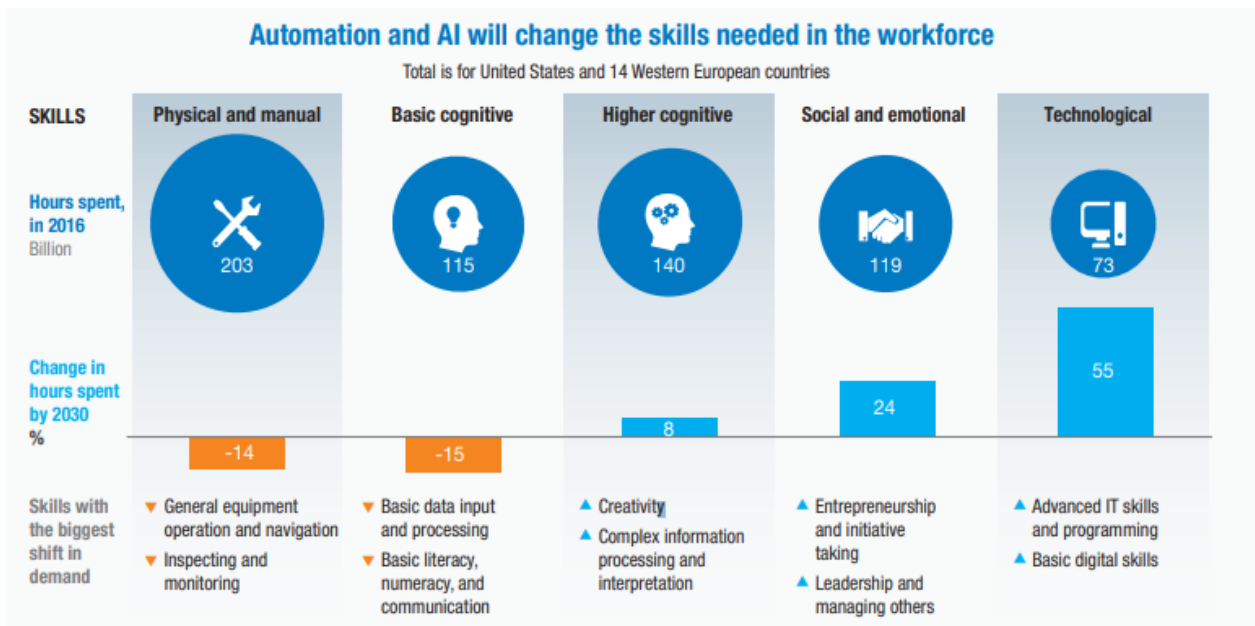 Automation and AI will change the skills needed in the workforce
Total is for United States and 14 Western European countries
SKILLS
Physical and manual
Basic cognitive
Higher cognitive
Social and emotional
Technological
Hours spent,
in 2016
Billion
203
115
140
119
73
Change in
hours spent
by 2030
%
-14
-15
8
24
55
Skills with
the biggest
shift in
demand
General equipment
operation and navigation
Inspecting and
monitoring
Basic data input
and processing
Basic literacy,
numeracy, and
communication
Creativity
Complex information
processing and
interpretation
Entrepreneurship
and initiative
taking
Leadership and
managing others
Advanced IT skills
and programming
Basic digital skills